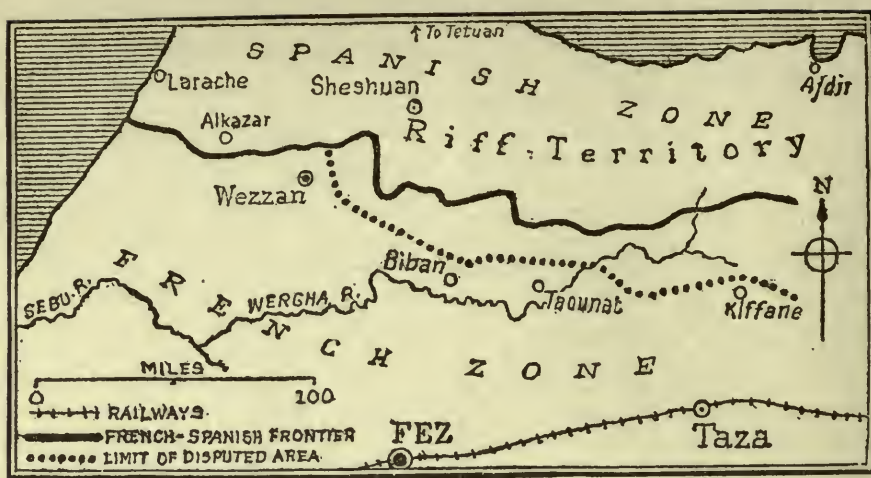 ↑ To Tetuan
SPANISH ZONE
Larache
Sheshuan
Ajdir
Alkazar
Riff Territory
Wezzan
N
Biban
Taounat
Kiffane
SEBU. R.
WERGHA R.
FRENCH ZONE
MILES
0 100
RAILWAYS.
FRENCH-SPANISH FRONTIER
LIMIT OF DISPUTED AREA.
FEZ
Taza